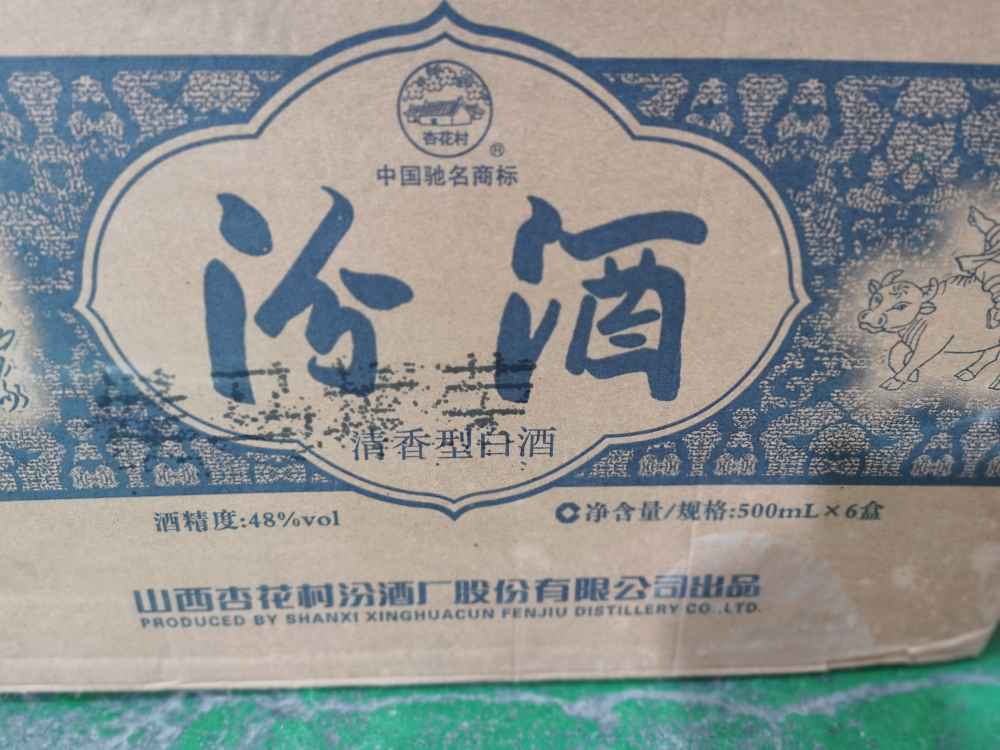 杏花村
®
中国驰名商标
汾酒
清香型白酒
酒精度:48%vol
净含量/规格:500mL×6盒
山西杏花村汾酒厂股份有限公司出品
PRODUCED BY SHANXI XINGHUACUN FENJIU DISTILLERY CO.,LTD.